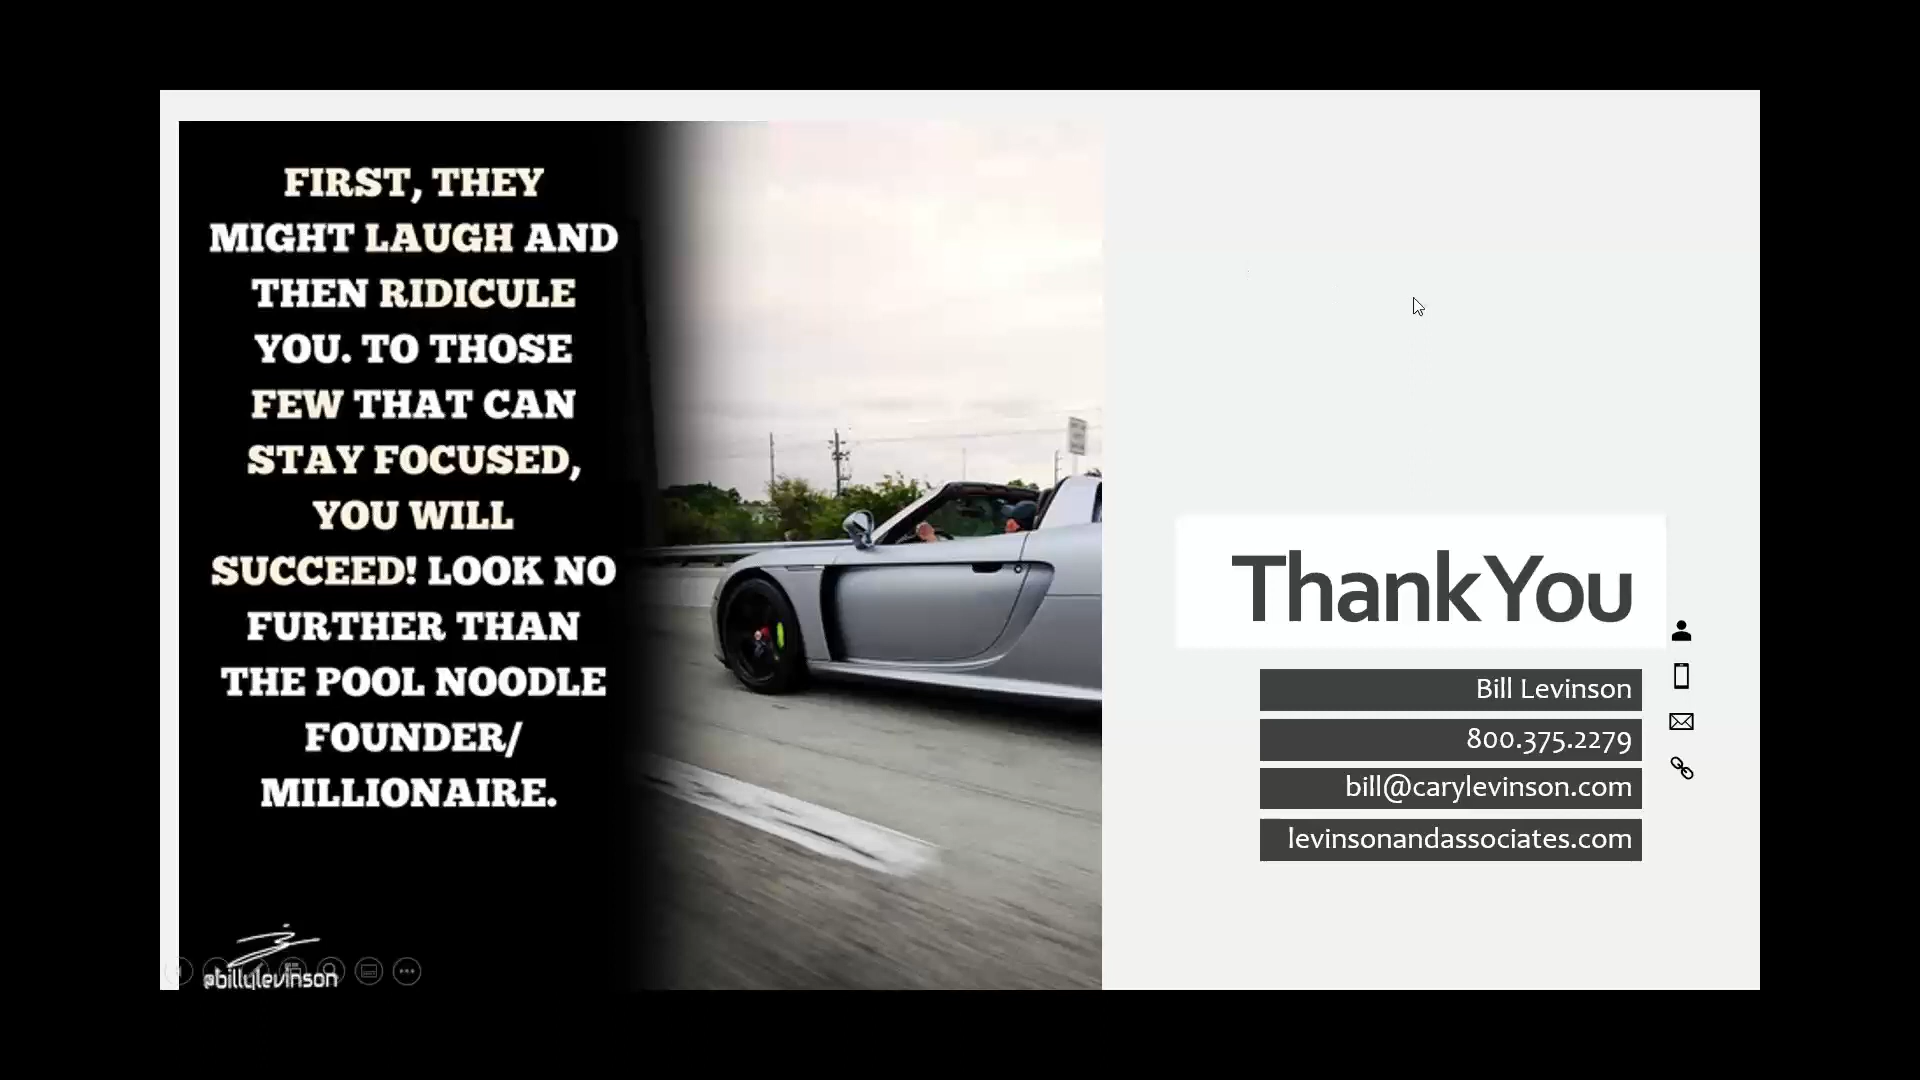 FIRST, THEY
MIGHT LAUGH AND
THEN RIDICULE
YOU. TO THOSE
FEW THAT CAN
STAY FOCUSED,
YOU WILL
SUCCEED! LOOK NO
FURTHER THAN
THE POOL NOODLE
FOUNDER/
MILLIONAIRE.
@billylevinson
Thank You
Bill Levinson
800.375.2279
bill@carylevinson.com
levinsonandassociates.com